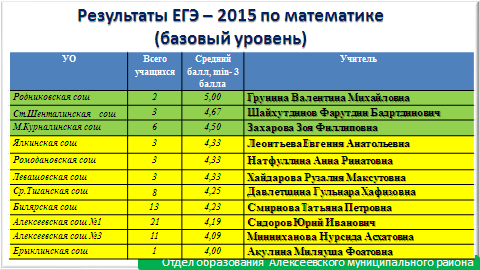 Результаты ЕГЭ – 2015 по математике
(базовый уровень)
УО Всего учащихся Средний балл, min- 3 балла Учитель
Родниковская сош 2 5,00 Грунина Валентина Михайловна
Ст.Шенталинская сош 3 4,67 Шайхутдинов Фарутдин Бадртдинович
М.Курналинская сош 6 4,50 Захарова Зоя Филлиповна
Ялкинская сош 3 4,33 Леонтьева Евгения Анатольевна
Ромодановская сош 3 4,33 Натфуллина Анна Ринатовна
Левашовская сош 3 4,33 Хайдарова Рузалия Максутовна
Ср.Тиганская сош 8 4,25 Давлетшина Гульнара Хафизовна
Билярская сош 13 4,23 Смирнова Татьяна Петровна
Алексеевская сош №1 21 4,19 Сидоров Юрий Иванович
Алексеевская сош №3 11 4,09 Минниханова Нурсида Асхатовна
Ерыклинская сош 1 4,00 Акулина Миляуша Фоатовна
Отдел образования Алексеевского муниципального района